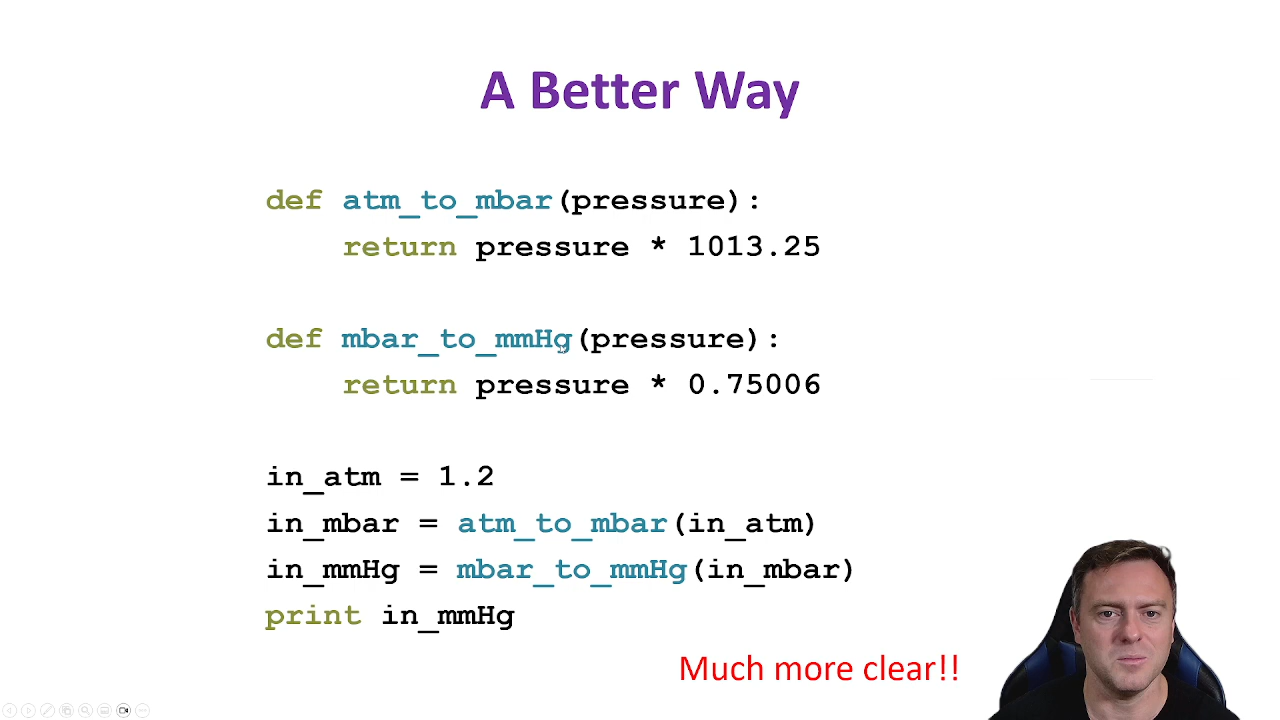 A Better Way
def atm_to_mbar(pressure):
    return pressure * 1013.25
def mbar_to_mmHg(pressure):
    return pressure * 0.75006
in_atm = 1.2
in_mbar = atm_to_mbar(in_atm)
in_mmHg = mbar_to_mmHg(in_mbar)
print in_mmHg
Much more clear!!